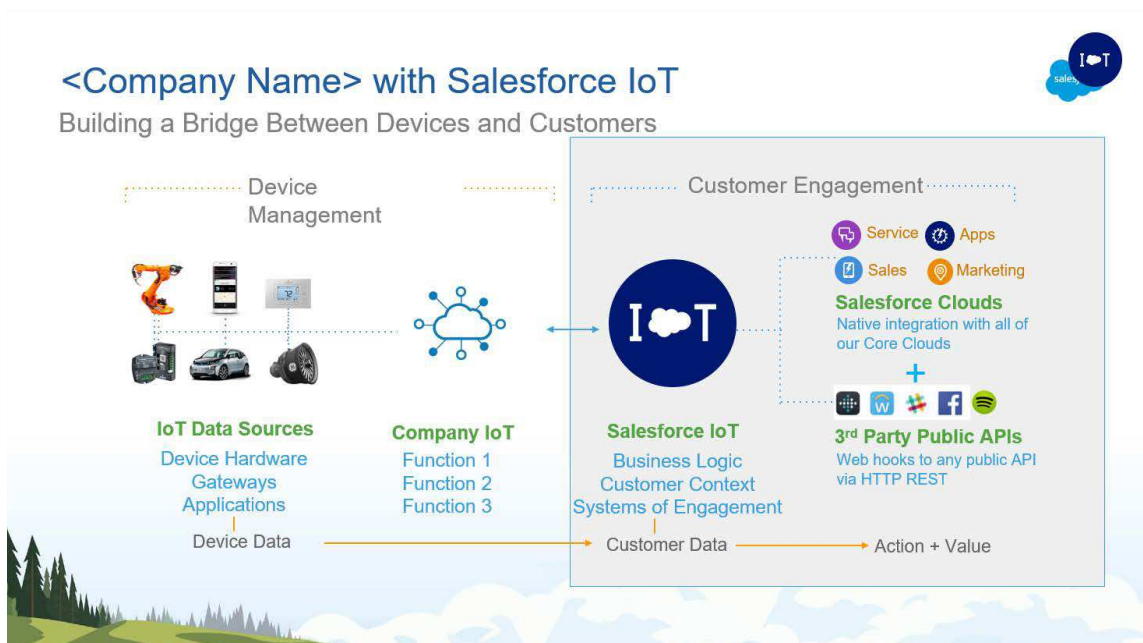 <Company Name> with Salesforce IoT
Building a Bridge Between Devices and Customers
I T
Device
Management
Customer Engagement
Service
Apps
Sales
Marketing
Salesforce Clouds
Native integration with all of
our Core Clouds
+
I T
IoT Data Sources
Device Hardware
Gateways
Applications
Device Data
Company IoT
Function 1
Function 2
Function 3
Salesforce IoT
Business Logic
Customer Context
Systems of Engagement
Customer Data
3rd Party Public APIs
Web hooks to any public API
via HTTP REST
Action + Value